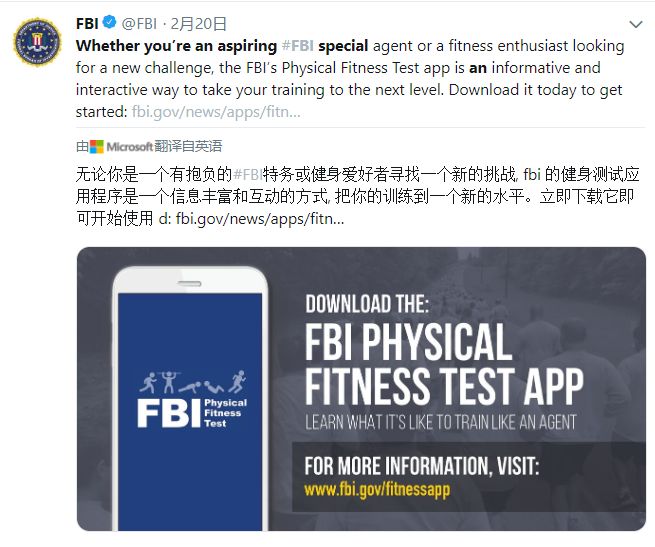 FBI @FBI · 2月20日
Whether you're an aspiring #FBI special agent or a fitness enthusiast looking
for a new challenge, the FBI's Physical Fitness Test app is an informative and
interactive way to take your training to the next level. Download it today to get
started: fbi.gov/news/apps/fitn...
由 Microsoft 翻译自英语
无论你是一个有抱负的#FBI特务或健身爱好者寻找一个新的挑战, fbi 的健身测试应
用程序是一个信息丰富和互动的方式, 把你的训练到一个新的水平。立即下载它即
可开始使用 d: fbi.gov/news/apps/fitn...
DOWNLOAD THE:
FBI PHYSICAL
FITNESS TEST APP
LEARN WHAT IT'S LIKE TO TRAIN LIKE AN AGENT
FOR MORE INFORMATION, VISIT:
www.fbi.gov/fitnessapp
FBI Physical
Fitness
Test